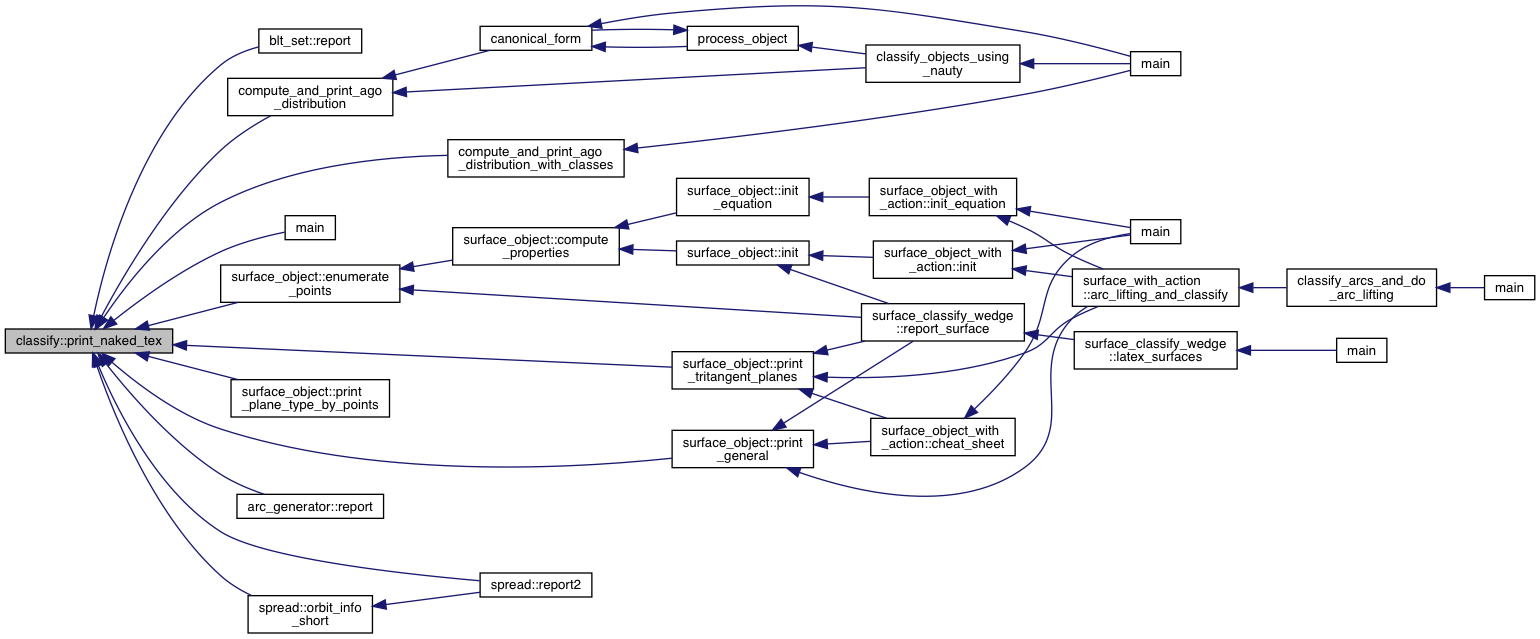 classify::print_naked_tex
blt_set::report
compute_and_print_ago
_distribution
canonical_form
process_object
classify_objects_using
_nauty
main
compute_and_print_ago
_distribution_with_classes
main
surface_object::enumerate
_points
surface_object::compute
_properties
surface_object::init
_equation
surface_object_with
_action::init_equation
main
surface_object::init
surface_object_with
_action::init
surface_with_action
::arc_lifting_and_classify
classify_arcs_and_do
_arc_lifting
main
surface_classify_wedge
::report_surface
surface_classify_wedge
::latex_surfaces
main
surface_object::print
_tritangent_planes
surface_object_with
_action::cheat_sheet
surface_object::print
_plane_type_by_points
surface_object::print
_general
arc_generator::report
spread::report2
spread::orbit_info
_short